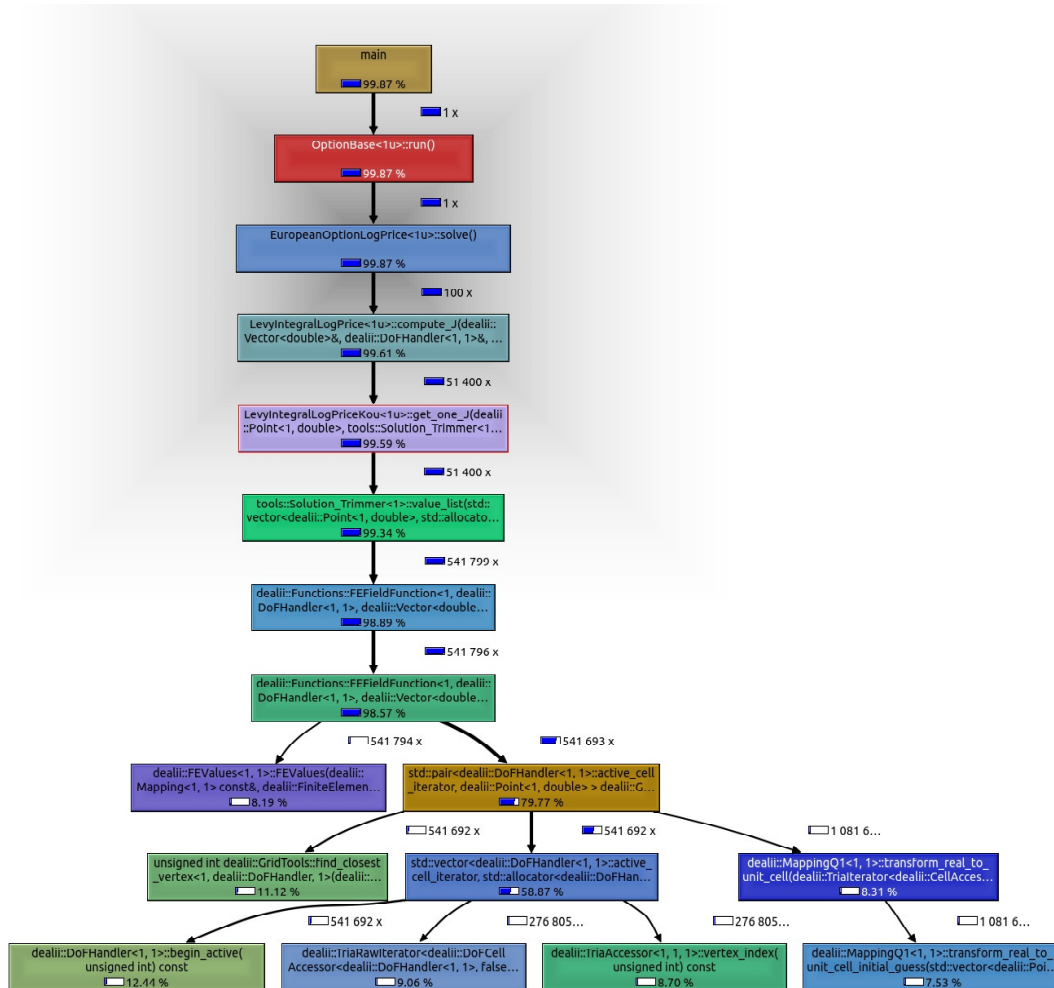 main
99.87 %
1 x
OptionBase<1u>::run()
99.87 %
1 x
EuropeanOptionLogPrice<1u>::solve()
99.87 %
100 x
LevyIntegralLogPrice<1u>::compute_J(dealii::
Vector<double>&, dealii::DoFHandler<1, 1>&, ...
99.61 %
51 400 x
LevyIntegralLogPriceKou<1u>::get_one_J(dealii
::Point<1, double>, tools::Solution_Trimmer<1...
99.59 %
51 400 x
tools::Solution_Trimmer<1>::value_list(std::
vector<dealii::Point<1, double>, std::allocato...
99.34 %
541 799 x
dealii::Functions::FEFieldFunction<1, dealii::
DoFHandler<1, 1>, dealii::Vector<double...
98.89 %
541 796 x
dealii::Functions::FEFieldFunction<1, dealii::
DoFHandler<1, 1>, dealii::Vector<double...
98.57 %
541 794 x
541 693 x
dealii::FEValues<1, 1>::FEValues(dealii::
Mapping<1, 1> const&, dealii::FiniteElemen...
8.19 %
std::pair<dealii::DoFHandler<1, 1>::active_cell
_iterator, dealii::Point<1, double> > dealii::G...
79.77 %
541 692 x
541 692 x
1 081 6...
unsigned int dealii::GridTools::find_closest
_vertex<1, dealii::DoFHandler, 1>(dealii::...
11.12 %
std::vector<dealii::DoFHandler<1, 1>::active_
cell_iterator, std::allocator<dealii::DoFHan...
58.87 %
dealii::MappingQ1<1, 1>::transform_real_to_
unit_cell(dealii::TriaIterator<dealii::CellAcces...
8.31 %
541 692 x
276 805...
276 805...
1 081 6...
dealii::DoFHandler<1, 1>::begin_active(
unsigned int) const
12.44 %
dealii::TriaRawIterator<dealii::DoFCell
Accessor<dealii::DoFHandler<1, 1>, false...
9.06 %
dealii::TriaAccessor<1, 1, 1>::vertex_index(
unsigned int) const
8.70 %
dealii::MappingQ1<1, 1>::transform_real_to_
unit_cell_initial_guess(std::vector<dealii::Poi...
7.53 %